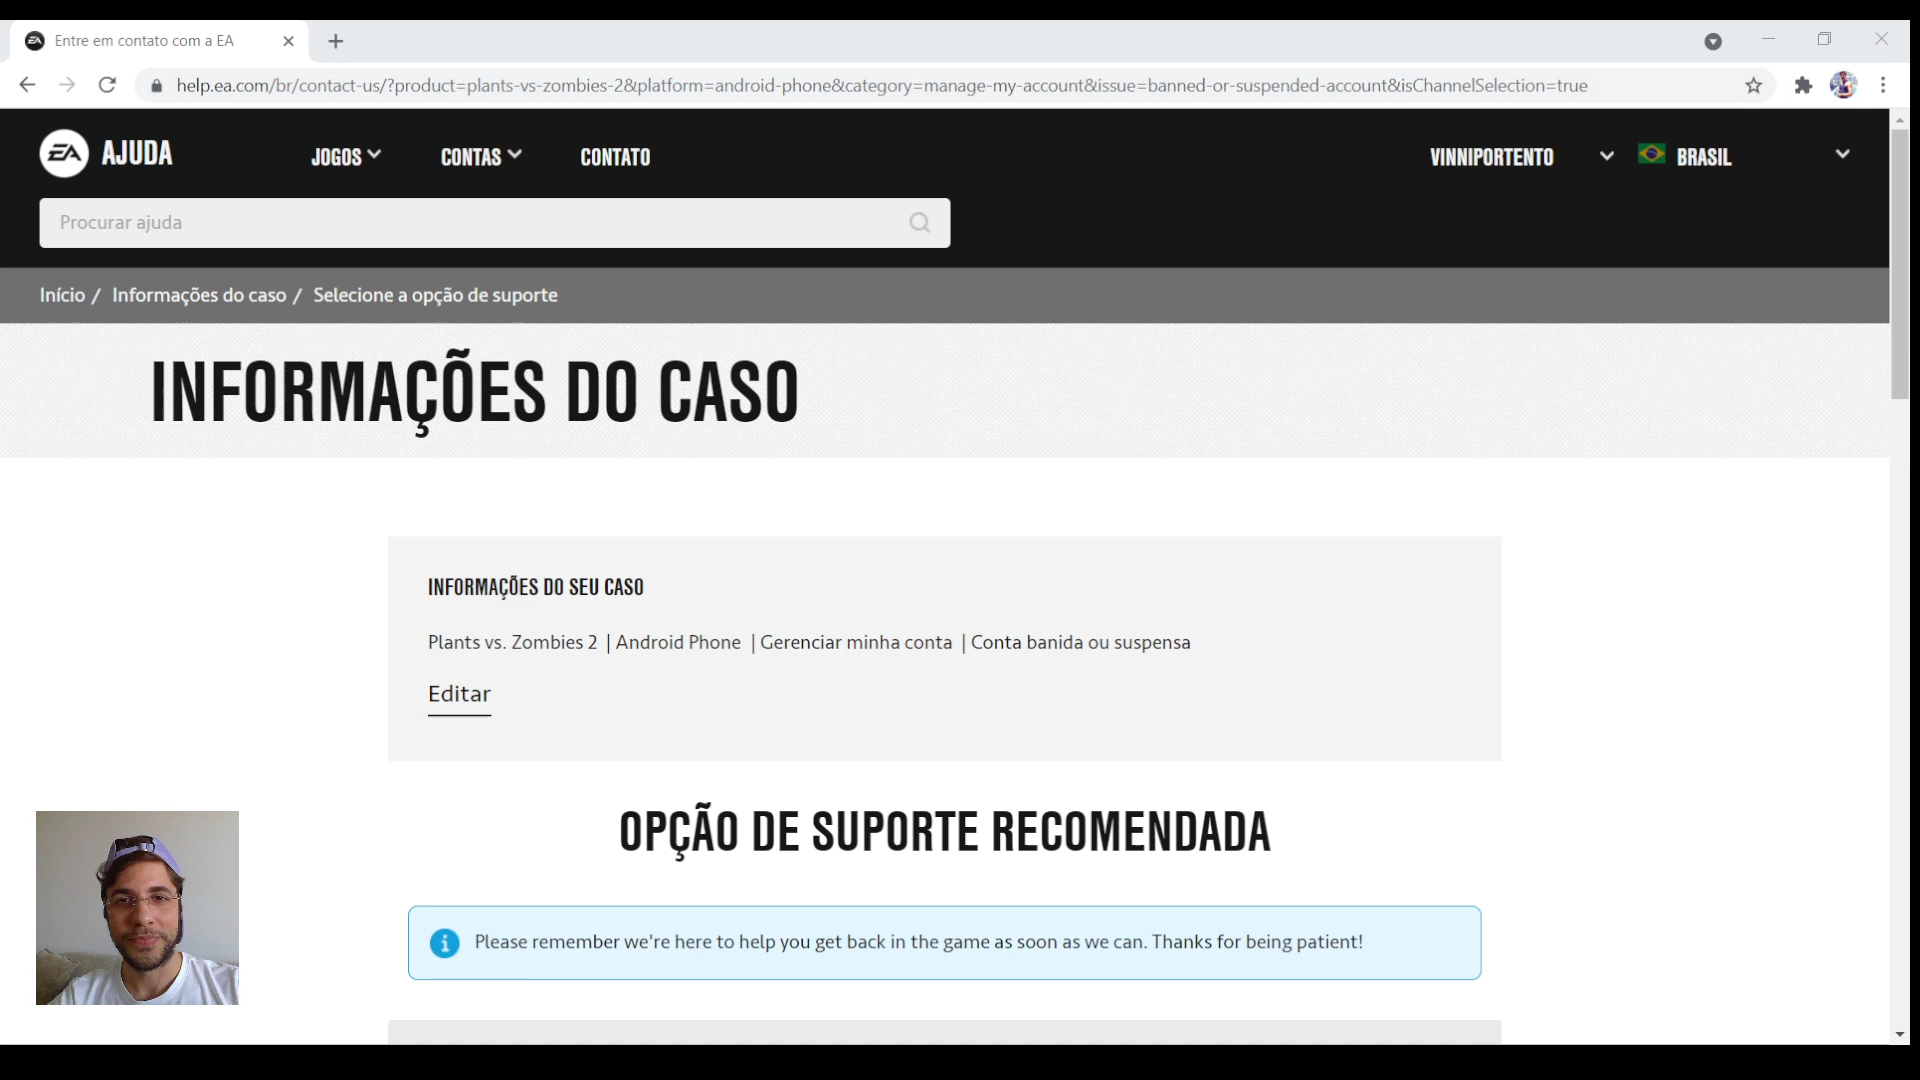 Entre em contato com a EA
help.ea.com/br/contact-us/?product=plants-vs-zombies-2&platform=android-phone&category=manage-my-account&issue=banned-or-suspended-account&isChannelSelection=true
EA AJUDA JOGOS CONTAS CONTATO VINNIPORTENTO BRASIL
Procurar ajuda
Início / Informações do caso / Selecione a opção de suporte
INFORMAÇÕES DO CASO
INFORMAÇÕES DO SEU CASO
Plants vs. Zombies 2 | Android Phone | Gerenciar minha conta | Conta banida ou suspensa
Editar
OPÇÃO DE SUPORTE RECOMENDADA
Please remember we're here to help you get back in the game as soon as we can. Thanks for being patient!